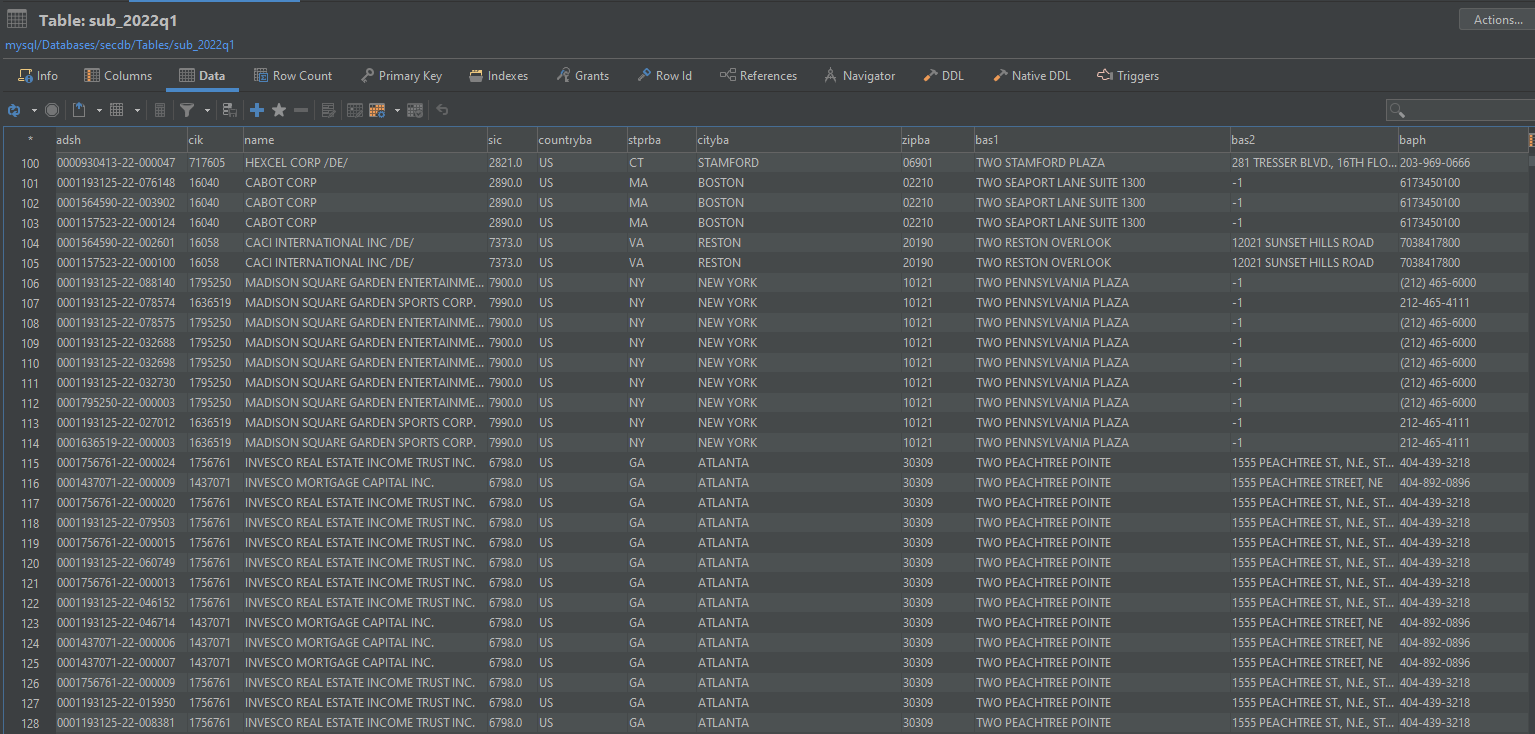 Table: sub_2022q1
Actions...
mysql/Databases/secdb/Tables/sub_2022q1
Info Columns Data Row Count Primary Key Indexes Grants Row Id References Navigator DDL Native DDL Triggers
* adsh cik name sic countryba stprba cityba zipba bas1 bas2 baph
100 0000930413-22-000047 717605 HEXCEL CORP /DE/ 2821.0 US CT STAMFORD 06901 TWO STAMFORD PLAZA 281 TRESSER BLVD., 16TH FLO... 203-969-0666
101 0001193125-22-076148 16040 CABOT CORP 2890.0 US MA BOSTON 02210 TWO SEAPORT LANE SUITE 1300 -1 6173450100
102 0001564590-22-003902 16040 CABOT CORP 2890.0 US MA BOSTON 02210 TWO SEAPORT LANE SUITE 1300 -1 6173450100
103 0001157523-22-000124 16040 CABOT CORP 2890.0 US MA BOSTON 02210 TWO SEAPORT LANE SUITE 1300 -1 6173450100
104 0001564590-22-002601 16058 CACI INTERNATIONAL INC /DE/ 7373.0 US VA RESTON 20190 TWO RESTON OVERLOOK 12021 SUNSET HILLS ROAD 7038417800
105 0001157523-22-000100 16058 CACI INTERNATIONAL INC /DE/ 7373.0 US VA RESTON 20190 TWO RESTON OVERLOOK 12021 SUNSET HILLS ROAD 7038417800
106 0001193125-22-088140 1795250 MADISON SQUARE GARDEN ENTERTAINME... 7900.0 US NY NEW YORK 10121 TWO PENNSYLVANIA PLAZA -1 (212) 465-6000
107 0001193125-22-078574 1636519 MADISON SQUARE GARDEN SPORTS CORP. 7990.0 US NY NEW YORK 10121 TWO PENNSYLVANIA PLAZA -1 212-465-4111
108 0001193125-22-078575 1795250 MADISON SQUARE GARDEN ENTERTAINME... 7900.0 US NY NEW YORK 10121 TWO PENNSYLVANIA PLAZA -1 (212) 465-6000
109 0001193125-22-032688 1795250 MADISON SQUARE GARDEN ENTERTAINME... 7900.0 US NY NEW YORK 10121 TWO PENNSYLVANIA PLAZA -1 (212) 465-6000
110 0001193125-22-032698 1795250 MADISON SQUARE GARDEN ENTERTAINME... 7900.0 US NY NEW YORK 10121 TWO PENNSYLVANIA PLAZA -1 (212) 465-6000
111 0001193125-22-032730 1795250 MADISON SQUARE GARDEN ENTERTAINME... 7900.0 US NY NEW YORK 10121 TWO PENNSYLVANIA PLAZA -1 (212) 465-6000
112 0001795250-22-000003 1795250 MADISON SQUARE GARDEN ENTERTAINME... 7900.0 US NY NEW YORK 10121 TWO PENNSYLVANIA PLAZA -1 (212) 465-6000
113 0001193125-22-027012 1636519 MADISON SQUARE GARDEN SPORTS CORP. 7990.0 US NY NEW YORK 10121 TWO PENNSYLVANIA PLAZA -1 212-465-4111
114 0001636519-22-000003 1636519 MADISON SQUARE GARDEN SPORTS CORP. 7990.0 US NY NEW YORK 10121 TWO PENNSYLVANIA PLAZA -1 212-465-4111
115 0001756761-22-000024 1756761 INVESCO REAL ESTATE INCOME TRUST INC. 6798.0 US GA ATLANTA 30309 TWO PEACHTREE POINTE 1555 PEACHTREE ST., N.E., ST... 404-439-3218
116 0001437071-22-000009 1437071 INVESCO MORTGAGE CAPITAL INC. 6798.0 US GA ATLANTA 30309 TWO PEACHTREE POINTE 1555 PEACHTREE STREET, NE 404-892-0896
117 0001756761-22-000020 1756761 INVESCO REAL ESTATE INCOME TRUST INC. 6798.0 US GA ATLANTA 30309 TWO PEACHTREE POINTE 1555 PEACHTREE ST., N.E., ST... 404-439-3218
118 0001193125-22-079503 1756761 INVESCO REAL ESTATE INCOME TRUST INC. 6798.0 US GA ATLANTA 30309 TWO PEACHTREE POINTE 1555 PEACHTREE ST., N.E., ST... 404-439-3218
119 0001756761-22-000015 1756761 INVESCO REAL ESTATE INCOME TRUST INC. 6798.0 US GA ATLANTA 30309 TWO PEACHTREE POINTE 1555 PEACHTREE ST., N.E., ST... 404-439-3218
120 0001193125-22-060749 1756761 INVESCO REAL ESTATE INCOME TRUST INC. 6798.0 US GA ATLANTA 30309 TWO PEACHTREE POINTE 1555 PEACHTREE ST., N.E., ST... 404-439-3218
121 0001756761-22-000013 1756761 INVESCO REAL ESTATE INCOME TRUST INC. 6798.0 US GA ATLANTA 30309 TWO PEACHTREE POINTE 1555 PEACHTREE ST., N.E., ST... 404-439-3218
122 0001193125-22-046152 1756761 INVESCO REAL ESTATE INCOME TRUST INC. 6798.0 US GA ATLANTA 30309 TWO PEACHTREE POINTE 1555 PEACHTREE ST., N.E., ST... 404-439-3218
123 0001193125-22-046714 1437071 INVESCO MORTGAGE CAPITAL INC. 6798.0 US GA ATLANTA 30309 TWO PEACHTREE POINTE 1555 PEACHTREE STREET, NE 404-892-0896
124 0001437071-22-000006 1437071 INVESCO MORTGAGE CAPITAL INC. 6798.0 US GA ATLANTA 30309 TWO PEACHTREE POINTE 1555 PEACHTREE STREET, NE 404-892-0896
125 0001437071-22-000007 1437071 INVESCO MORTGAGE CAPITAL INC. 6798.0 US GA ATLANTA 30309 TWO PEACHTREE POINTE 1555 PEACHTREE STREET, NE 404-892-0896
126 0001756761-22-000009 1756761 INVESCO REAL ESTATE INCOME TRUST INC. 6798.0 US GA ATLANTA 30309 TWO PEACHTREE POINTE 1555 PEACHTREE ST., N.E., ST... 404-439-3218
127 0001193125-22-015950 1756761 INVESCO REAL ESTATE INCOME TRUST INC. 6798.0 US GA ATLANTA 30309 TWO PEACHTREE POINTE 1555 PEACHTREE ST., N.E., ST... 404-439-3218
128 0001193125-22-008381 1756761 INVESCO REAL ESTATE INCOME TRUST INC. 6798.0 US GA ATLANTA 30309 TWO PEACHTREE POINTE 1555 PEACHTREE ST., N.E., ST... 404-439-3218